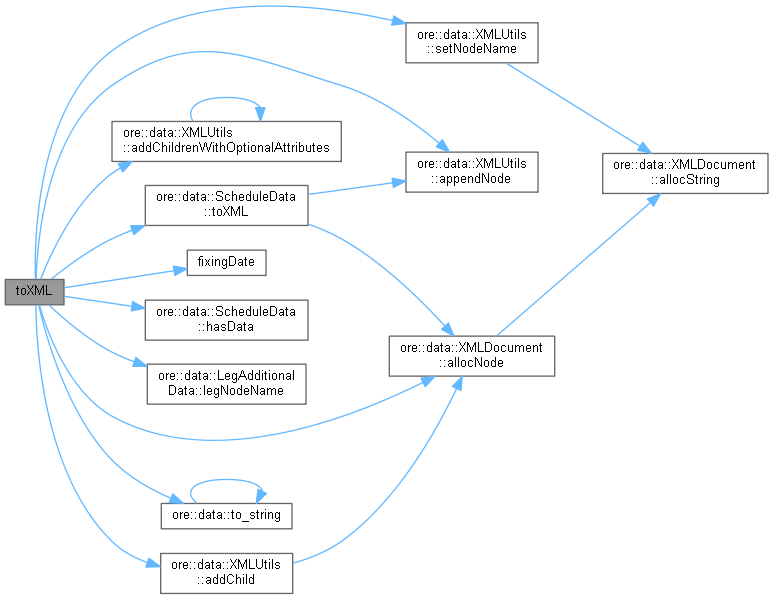 toXML
ore::data::XMLUtils
::setNodeName
ore::data::XMLUtils
::addChildrenWithOptionalAttributes
ore::data::XMLUtils
::appendNode
ore::data::XMLDocument
::allocString
ore::data::ScheduleData
::toXML
fixingDate
ore::data::ScheduleData
::hasData
ore::data::LegAdditional
Data::legNodeName
ore::data::XMLDocument
::allocNode
ore::data::to_string
ore::data::XMLUtils
::addChild